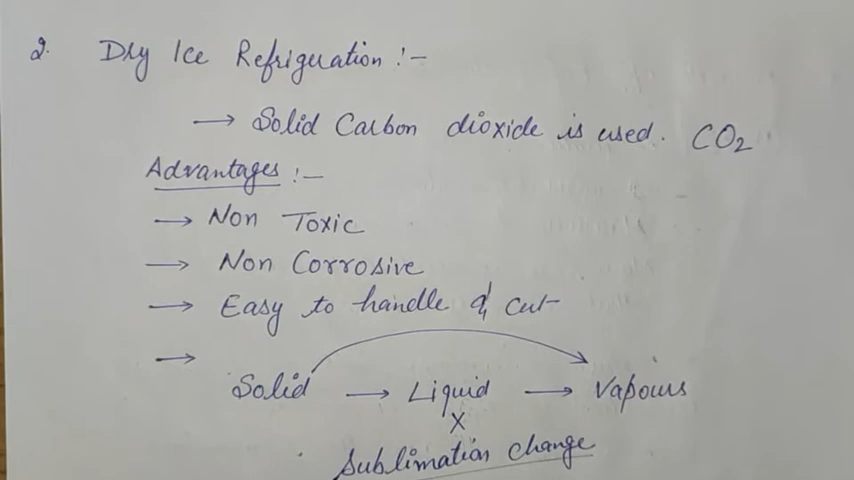 2. Dry Ice Refrigeration :-
→ Solid Carbon dioxide is used. CO2
Advantages :-
→ Non Toxic
→ Non Corrosive
→ Easy to handle & cut
→
Solid → Liquid → Vapours
X
Sublimation change